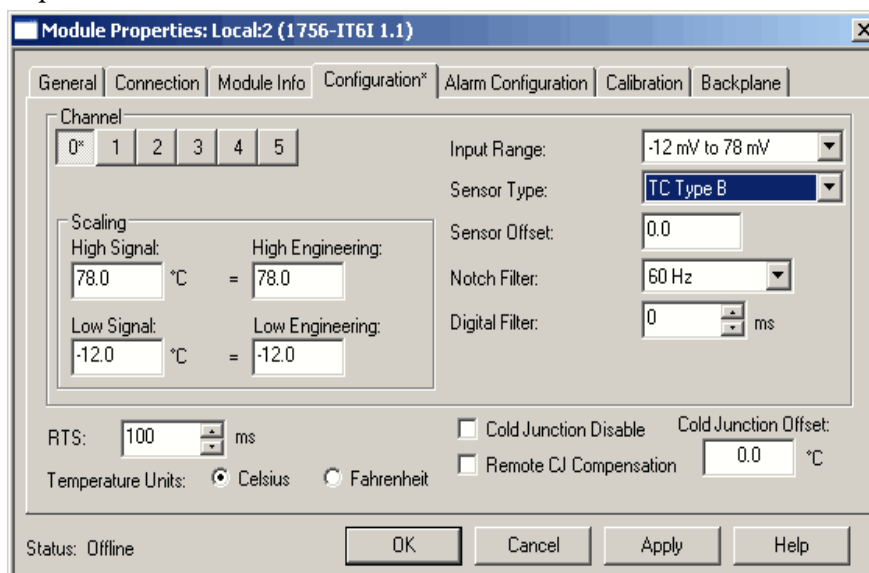 Module Properties: Local:2 (1756-IT6I 1.1)
General Connection Module Info Configuration* Alarm Configuration Calibration Backplane
Channel
0* 1 2 3 4 5
Input Range: -12 mV to 78 mV
Sensor Type: TC Type B
Scaling
Sensor Offset: 0.0
High Signal: High Engineering:
78.0 °C = 78.0
Notch Filter: 60 Hz
Low Signal: Low Engineering:
-12.0 °C = -12.0
Digital Filter: 0 ms
RTS: 100 ms
Cold Junction Disable Cold Junction Offset:
Remote CJ Compensation 0.0 °C
Temperature Units: Celsius Fahrenheit
Status: Offline OK Cancel Apply Help